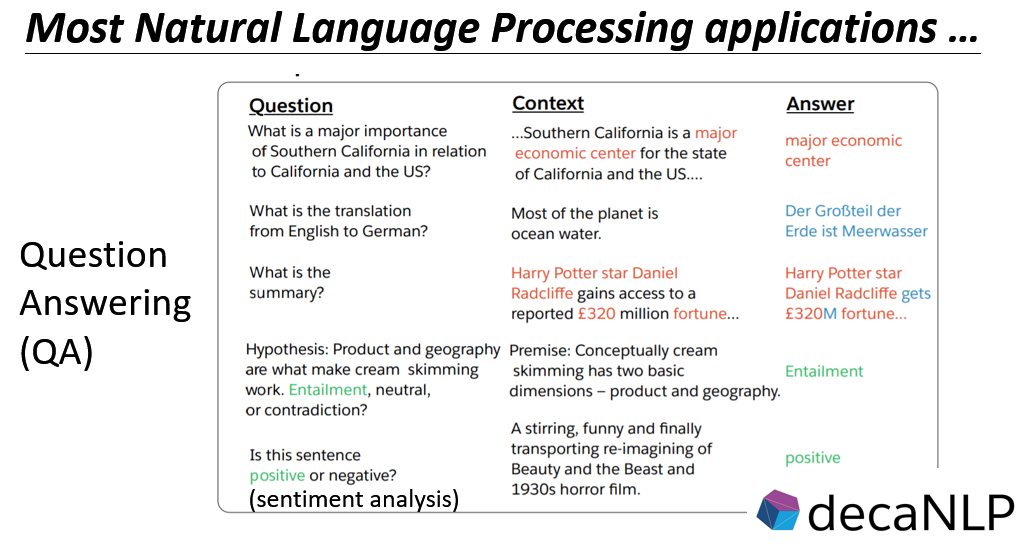 Most Natural Language Processing applications ...
Question
Answering
(QA)
Question
What is a major importance
of Southern California in relation
to California and the US?
What is the translation
from English to German?
What is the
summary?
Hypothesis: Product and geography
are what make cream skimming
work. Entailment, neutral,
or contradiction?
Is this sentence
positive or negative?
(sentiment analysis)
Context
...Southern California is a major
economic center for the state
of California and the US....
Most of the planet is
ocean water.
Harry Potter star Daniel
Radcliffe gains access to a
reported £320 million fortune...
Premise: Conceptually cream
skimming has two basic
dimensions – product and geography.
A stirring, funny and finally
transporting re-imagining of
Beauty and the Beast and
1930s horror film.
Answer
major economic
center
Der Großteil der
Erde ist Meerwasser
Harry Potter star
Daniel Radcliffe gets
£320M fortune...
Entailment
positive
decaNLP